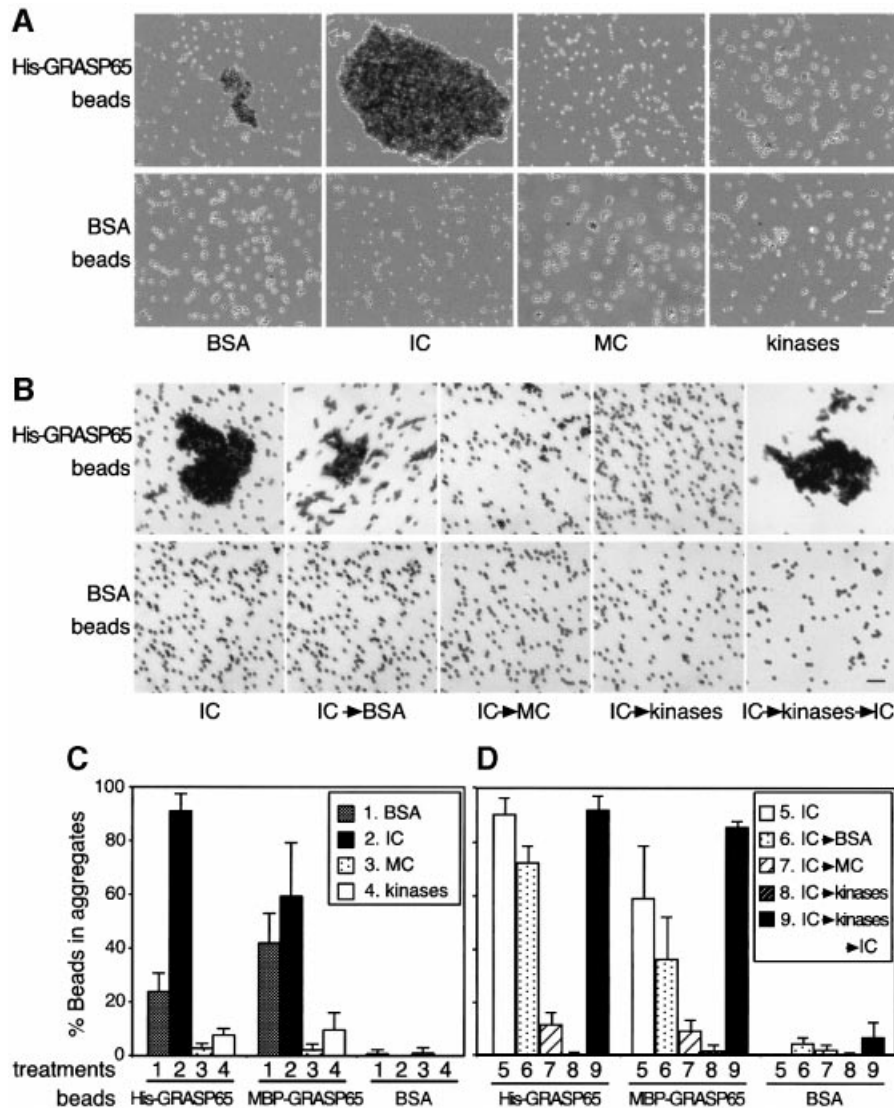 A
His-GRASP65
beads
BSA
beads
BSA IC MC kinases
B
His-GRASP65
beads
BSA
beads
IC IC→BSA IC→MC IC→kinases IC→kinases→IC
C
D
% Beads in aggregates
100
80
60
40
20
0
1. BSA
2. IC
3. MC
4. kinases
5. IC
6. IC→BSA
7. IC→MC
8. IC→kinases
9. IC→kinases
→IC
treatments 1 2 3 4 1 2 3 4 1 2 3 4 5 6 7 8 9 5 6 7 8 9 5 6 7 8 9
beads His-GRASP65 MBP-GRASP65 BSA His-GRASP65 MBP-GRASP65 BSA